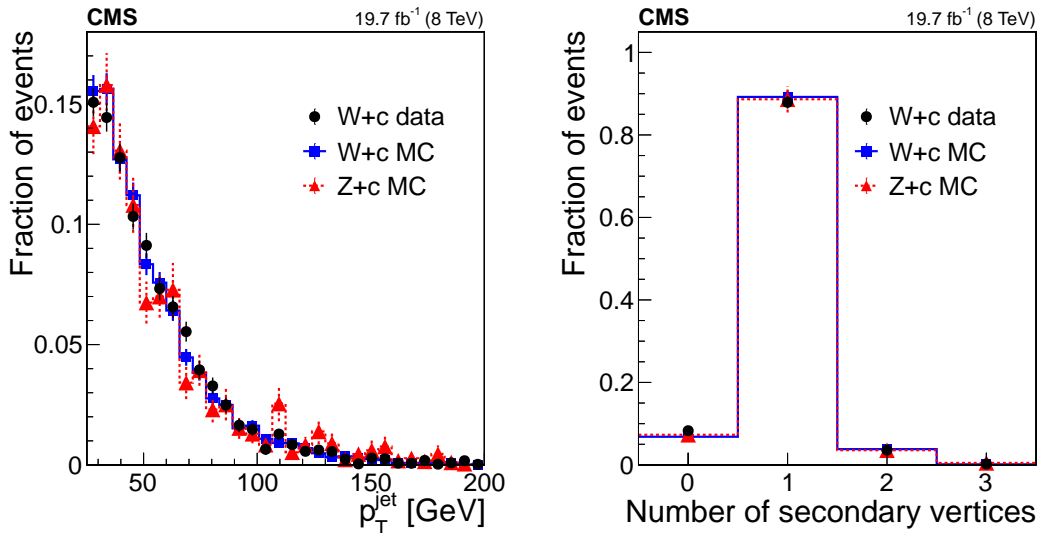 CMS 19.7 fb⁻¹ (8 TeV)
Fraction of events
0.15
0.1
0.05
0
W+c data
W+c MC
Z+c MC
50 100 150 200
p_T^jet [GeV]
CMS 19.7 fb⁻¹ (8 TeV)
Fraction of events
1
0.8
0.6
0.4
0.2
0
W+c data
W+c MC
Z+c MC
0 1 2 3
Number of secondary vertices